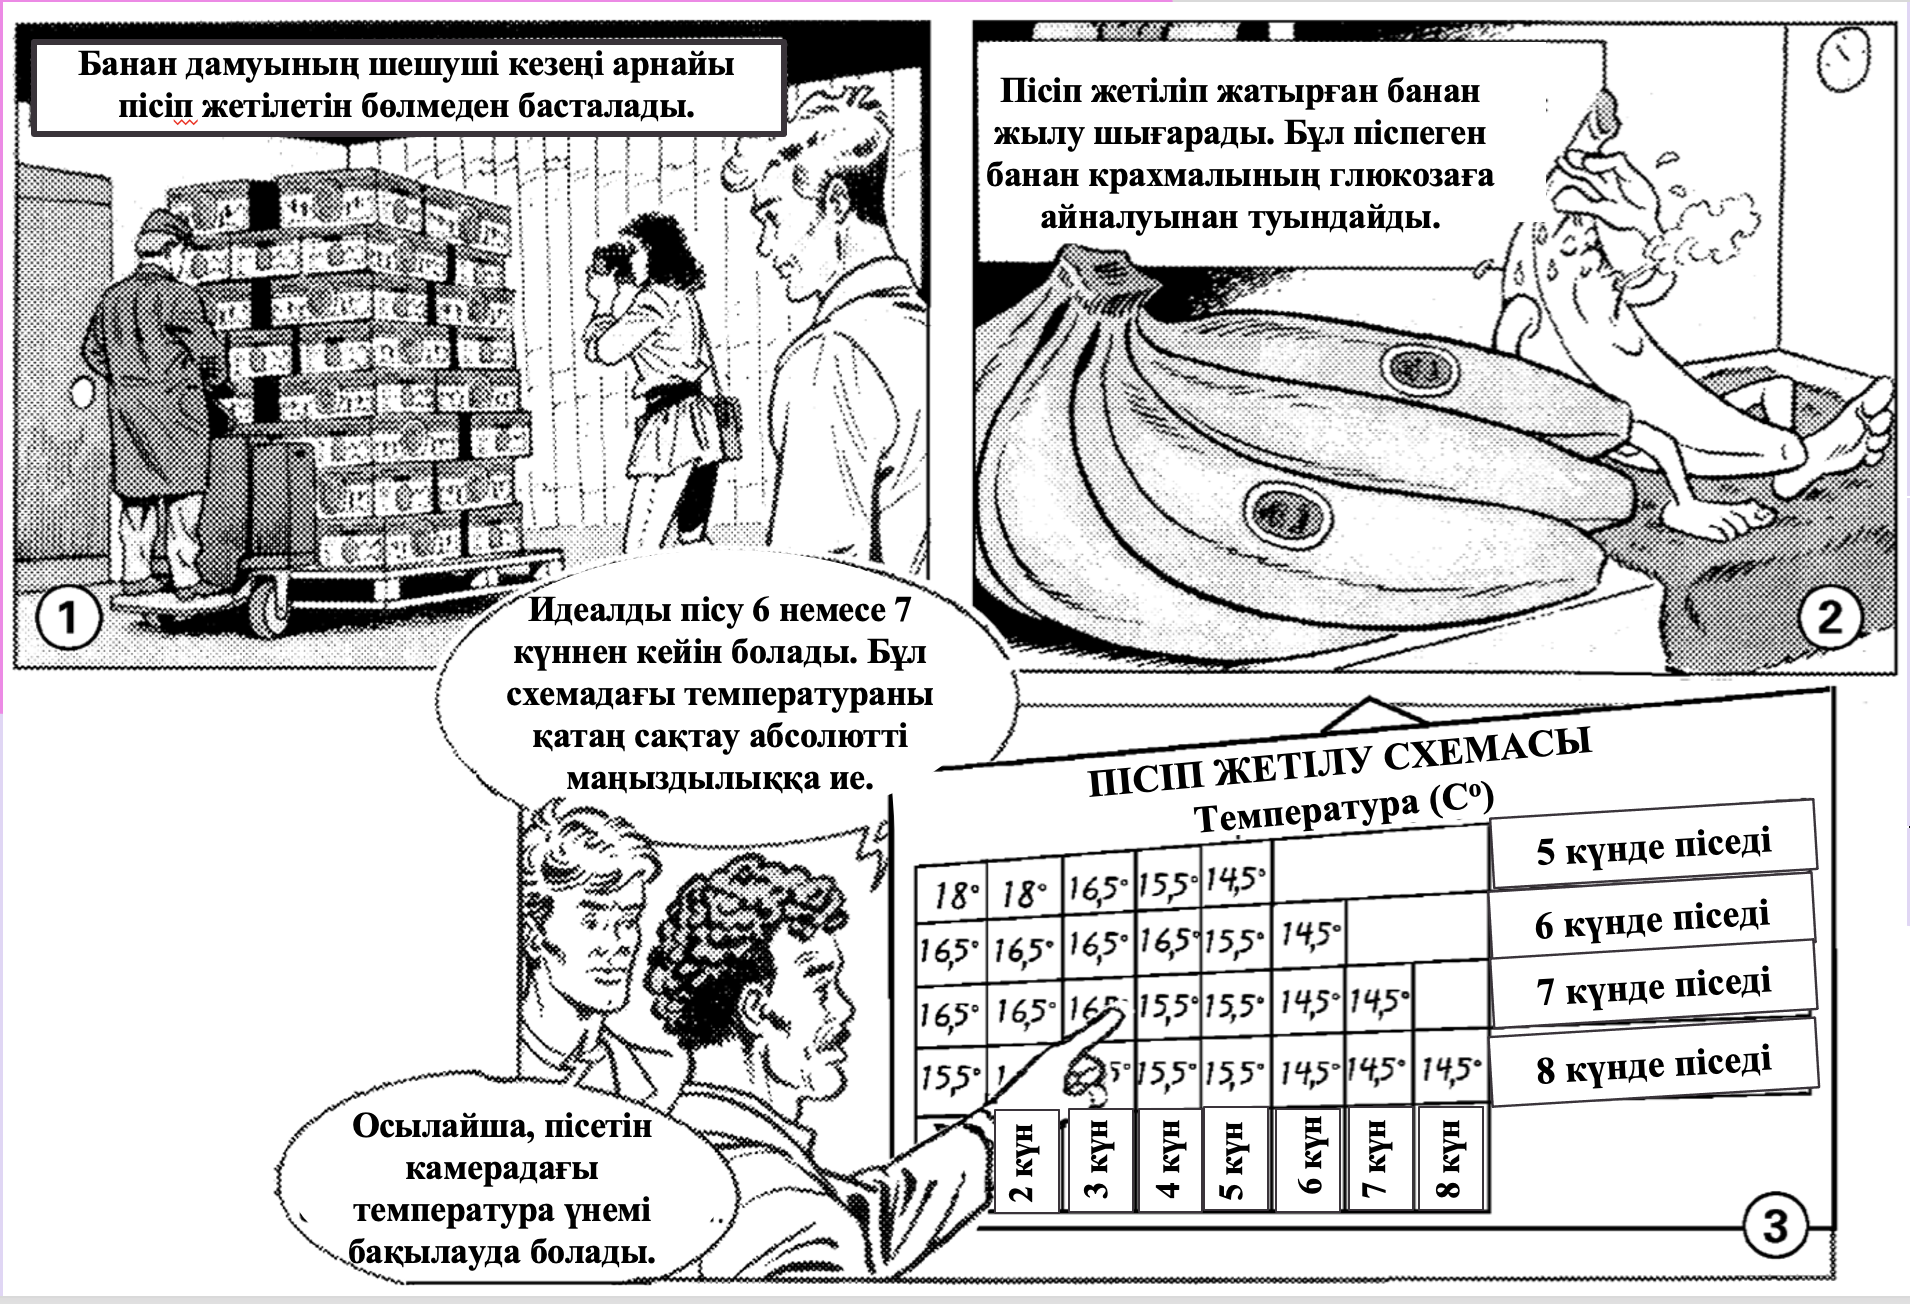 Банан дамуының шешуші кезеңі арнайы
пісіп жетілетін бөлмеден басталады.
1
Пісіп жетіліп жатырған банан
жылу шығарады. Бұл піспеген
банан крахмалының глюкозаға
айналуынан туындайды.
2
Идеалды пісу 6 немесе 7
күннен кейін болады. Бұл
схемадағы температураны
қатаң сақтау абсолютті
маңыздылыққа ие.
Осылайша, пісетін
камерадағы
температура үнемі
бақылауда болады.
ПІСІП ЖЕТІЛУ СХЕМАСЫ
Температура (Сº)
18° 18° 16,5° 15,5° 14,5° 5 күнде піседі
16,5° 16,5° 16,5° 16,5° 15,5° 14,5° 6 күнде піседі
16,5° 16,5° 15,5° 15,5° 14,5° 14,5° 7 күнде піседі
15,5° 15,5° 15,5° 14,5° 14,5° 14,5° 8 күнде піседі
2 күн 3 күн 4 күн 5 күн 6 күн 7 күн 8 күн
3